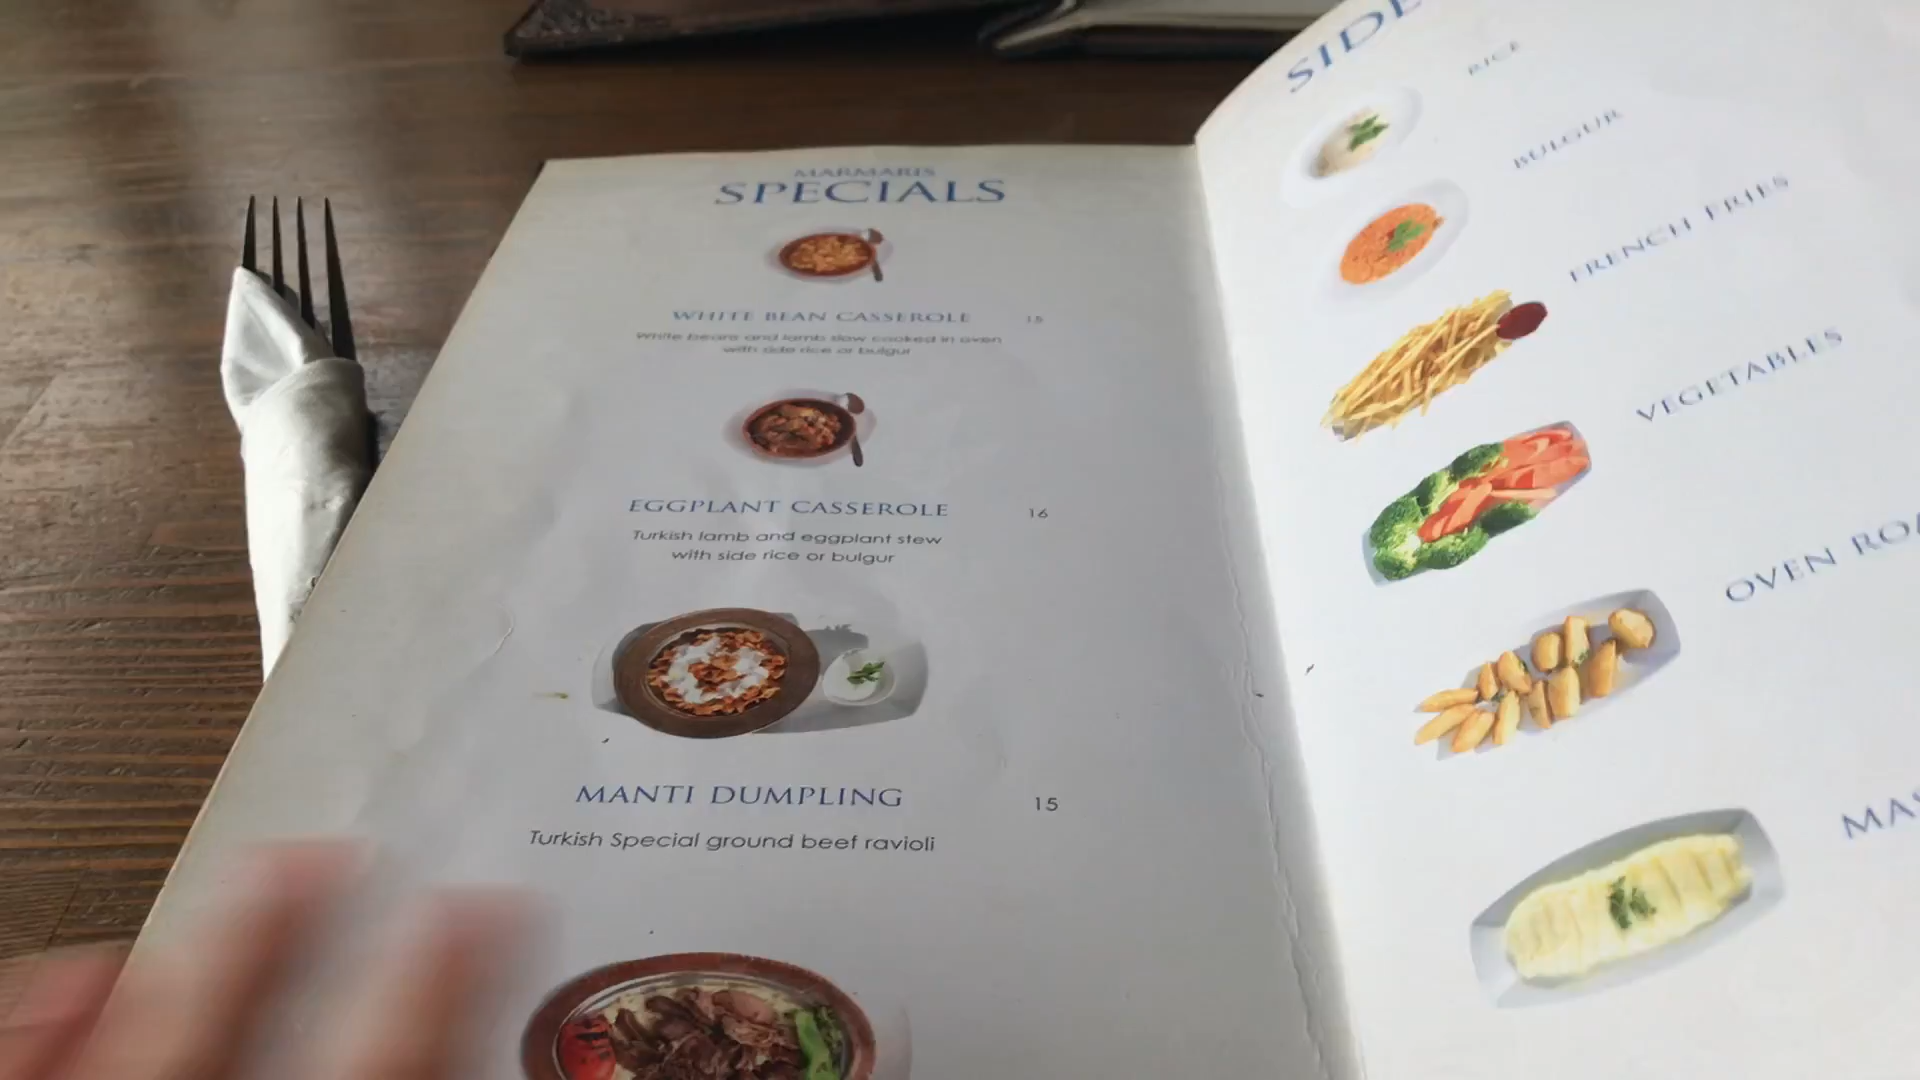 MARMARIS
SPECIALS
WHITE BEAN CASSEROLE 15
White beans and lamb slow cooked in oven
with side rice or bulgur
EGGPLANT CASSEROLE 16
Turkish lamb and eggplant stew
with side rice or bulgur
MANTI DUMPLING 15
Turkish Special ground beef ravioli
SIDE
RICE
BULGUR
FRENCH FRIES
VEGETABLES
OVEN